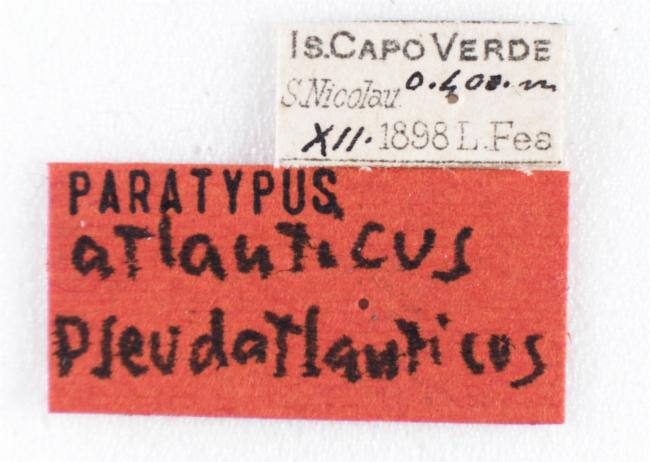 IS.CAPO VERDE
S.Nicolau 0.400.m
XII.1898 L.Fea
PARATYPUS
atlanticus
Pseudatlanticus